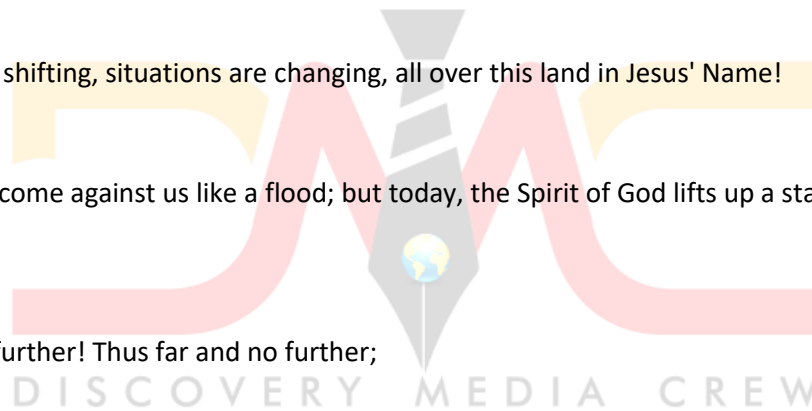 shifting, situations are changing, all over this land in Jesus' Name!
come against us like a flood; but today, the Spirit of God lifts up a sta
further! Thus far and no further;
DISCOVERY MEDIA CREW